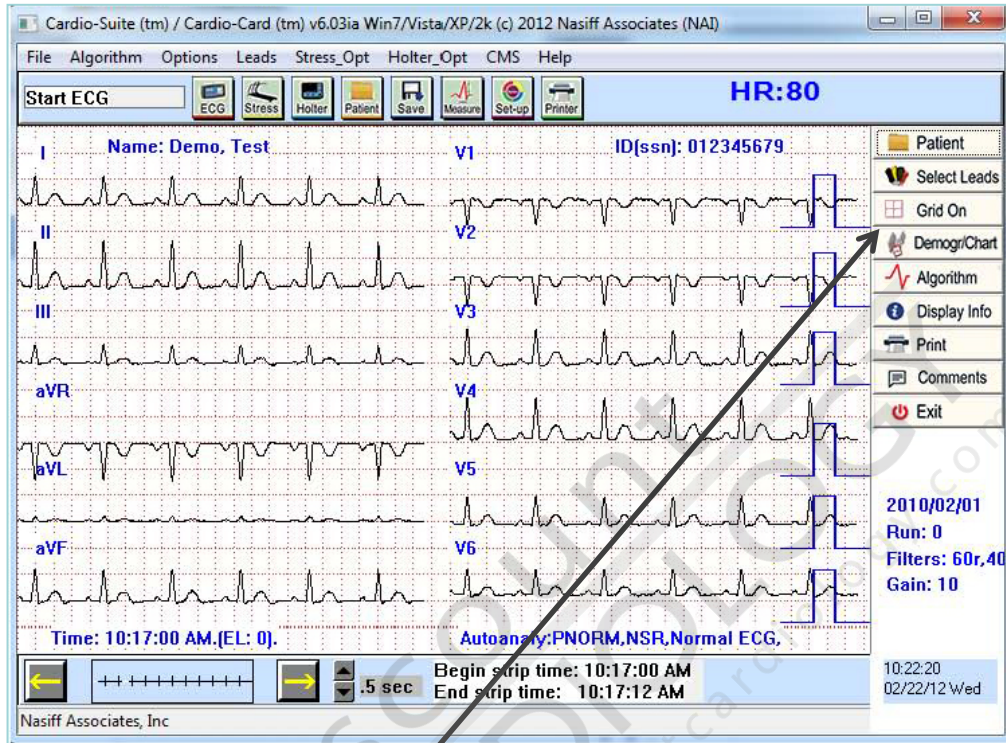 Cardio-Suite (tm) / Cardio-Card (tm) v6.03ia Win7/Vista/XP/2k (c) 2012 Nasiff Associates (NAI)
File Algorithm Options Leads Stress_Opt Holter_Opt CMS Help
Start ECG
ECG Stress Holter Patient Save Measure Set-up Printer
HR:80
I Name: Demo, Test V1 ID(ssn): 012345679
II V2
III V3
aVR V4
aVL V5
aVF V6
Time: 10:17:00 AM.(EL: 0). Autoanaly:PNORM,NSR,Normal ECG,
Patient
Select Leads
Grid On
Demogr/Chart
Algorithm
Display Info
Print
Comments
Exit
2010/02/01
Run: 0
Filters: 60r,40
Gain: 10
.5 sec
Begin strip time: 10:17:00 AM
End strip time: 10:17:12 AM
10:22:20
02/22/12 Wed
Nasiff Associates, Inc